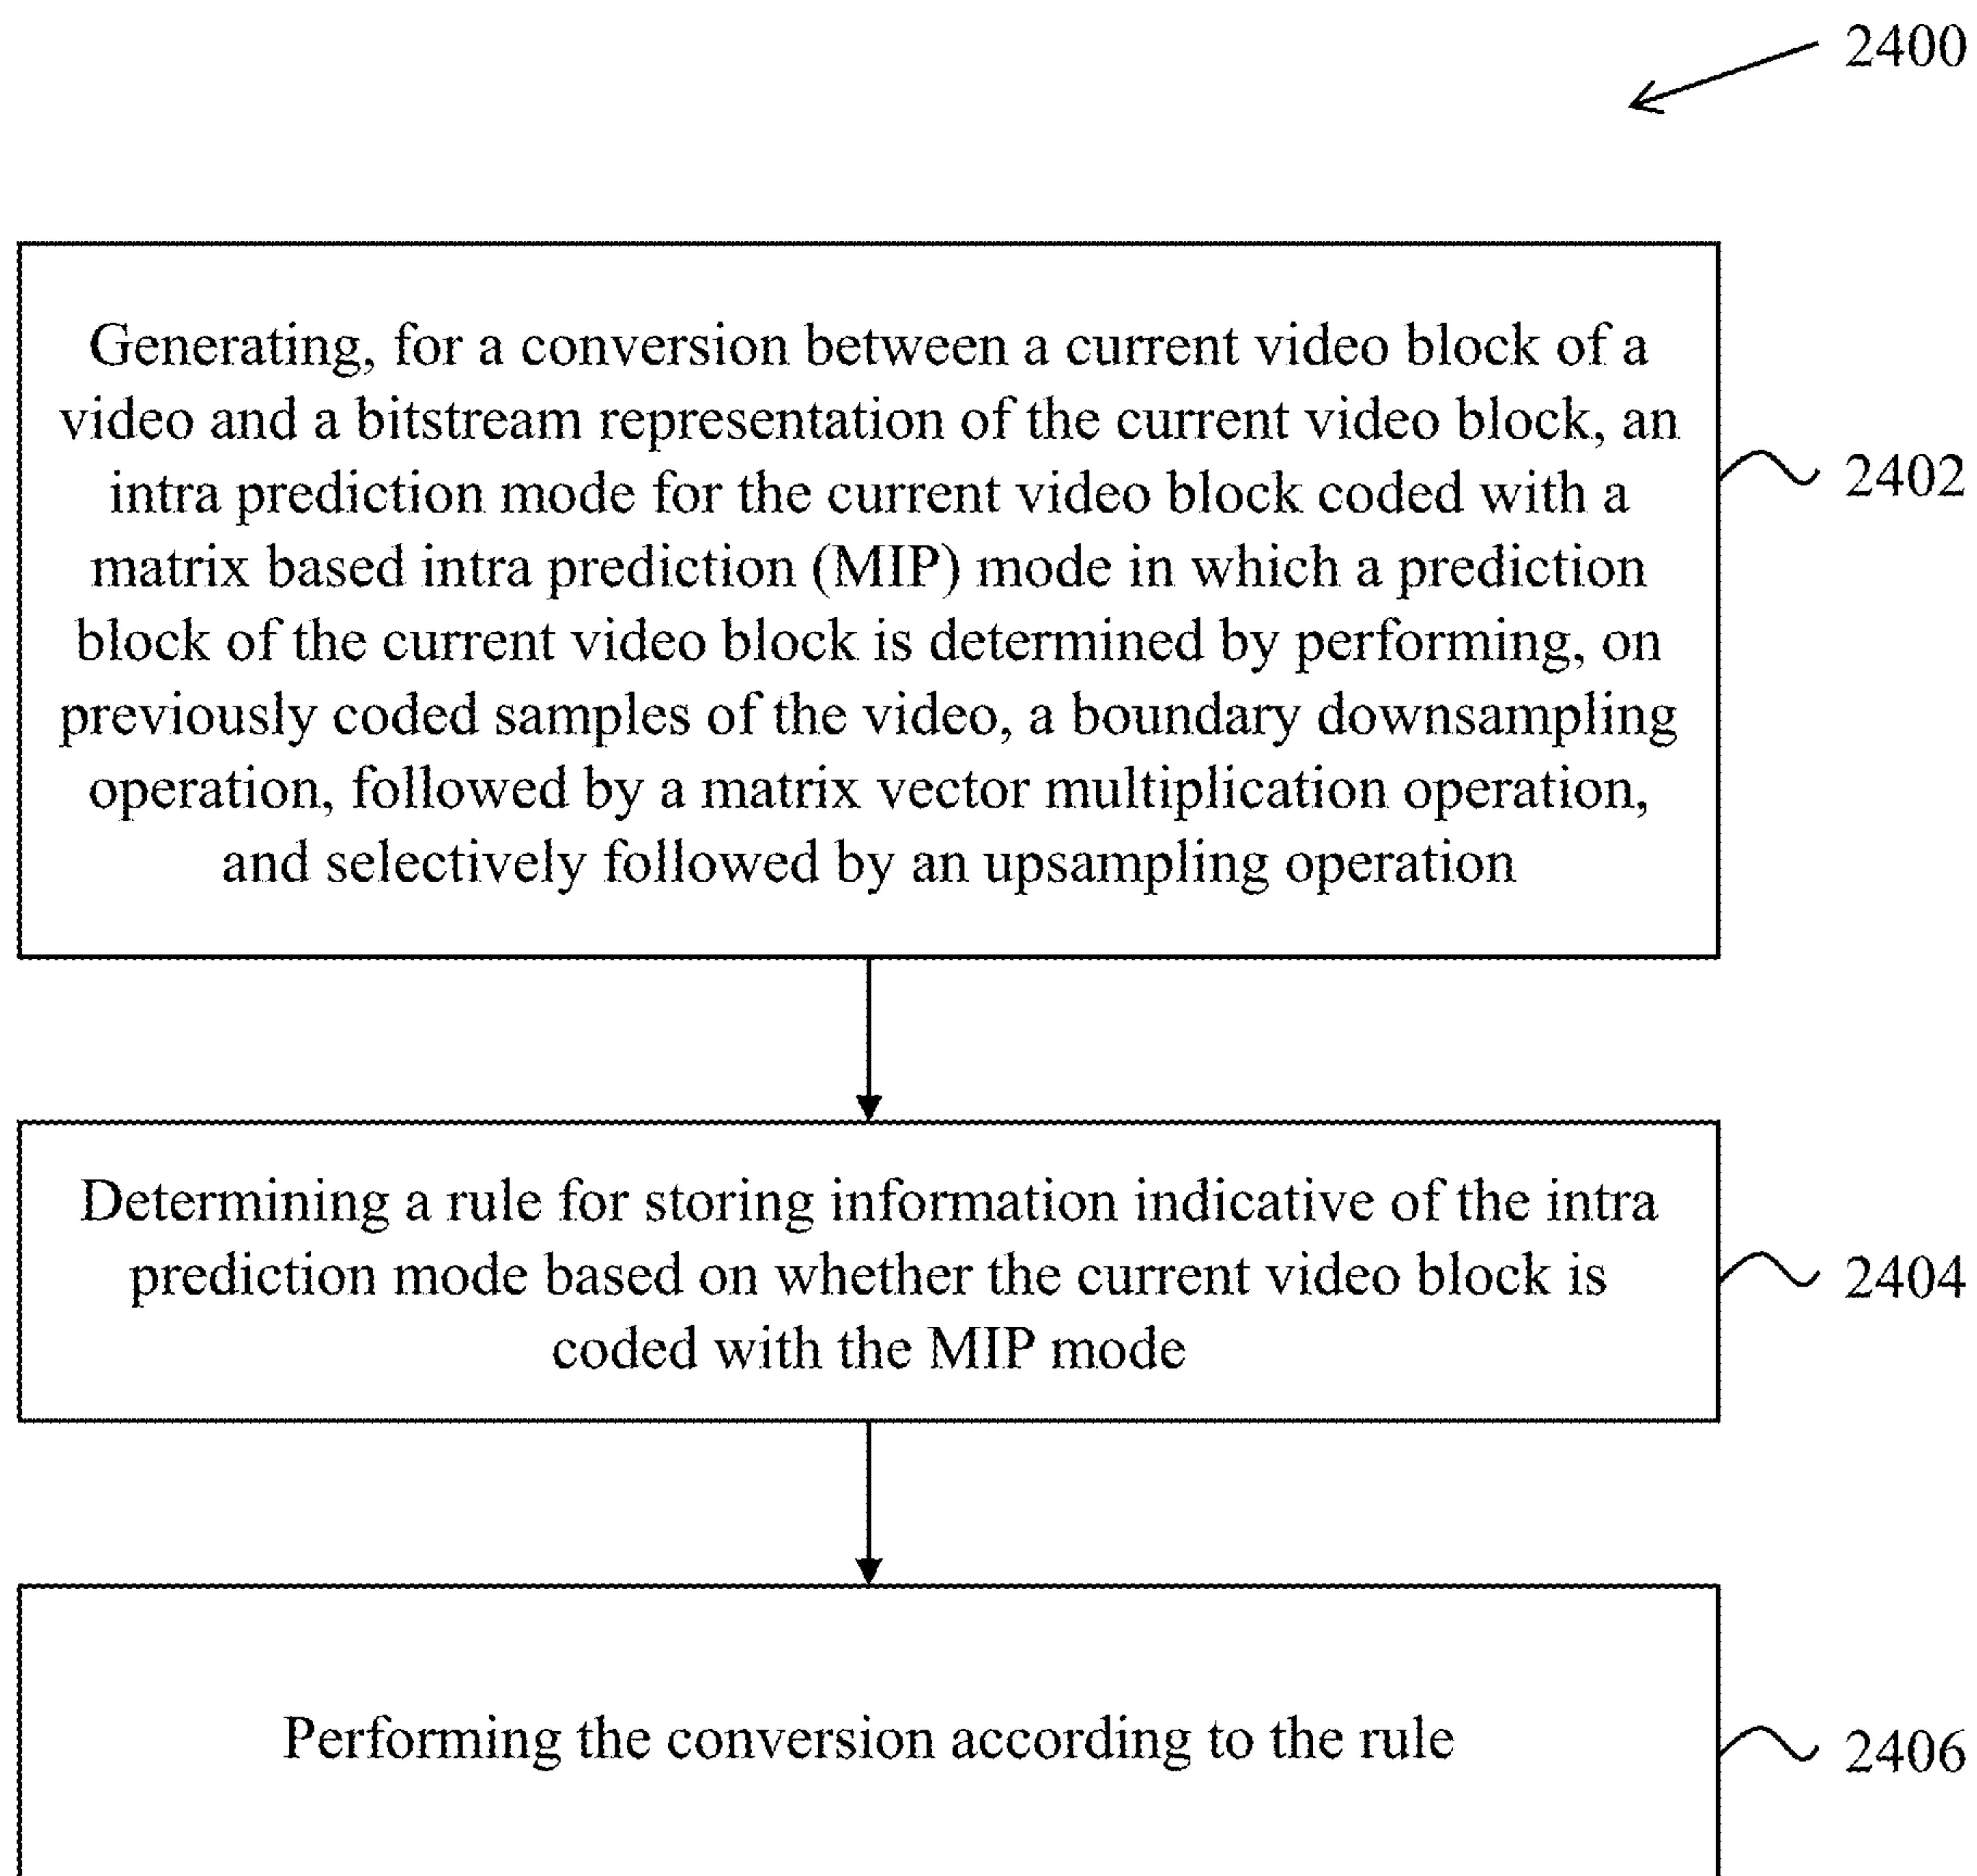 2400
Generating, for a conversion between a current video block of a
video and a bitstream representation of the current video block, an
intra prediction mode for the current video block coded with a
matrix based intra prediction (MIP) mode in which a prediction
block of the current video block is determined by performing, on
previously coded samples of the video, a boundary downsampling
operation, followed by a matrix vector multiplication operation,
and selectively followed by an upsampling operation
2402
Determining a rule for storing information indicative of the intra
prediction mode based on whether the current video block is
coded with the MIP mode
2404
Performing the conversion according to the rule
2406